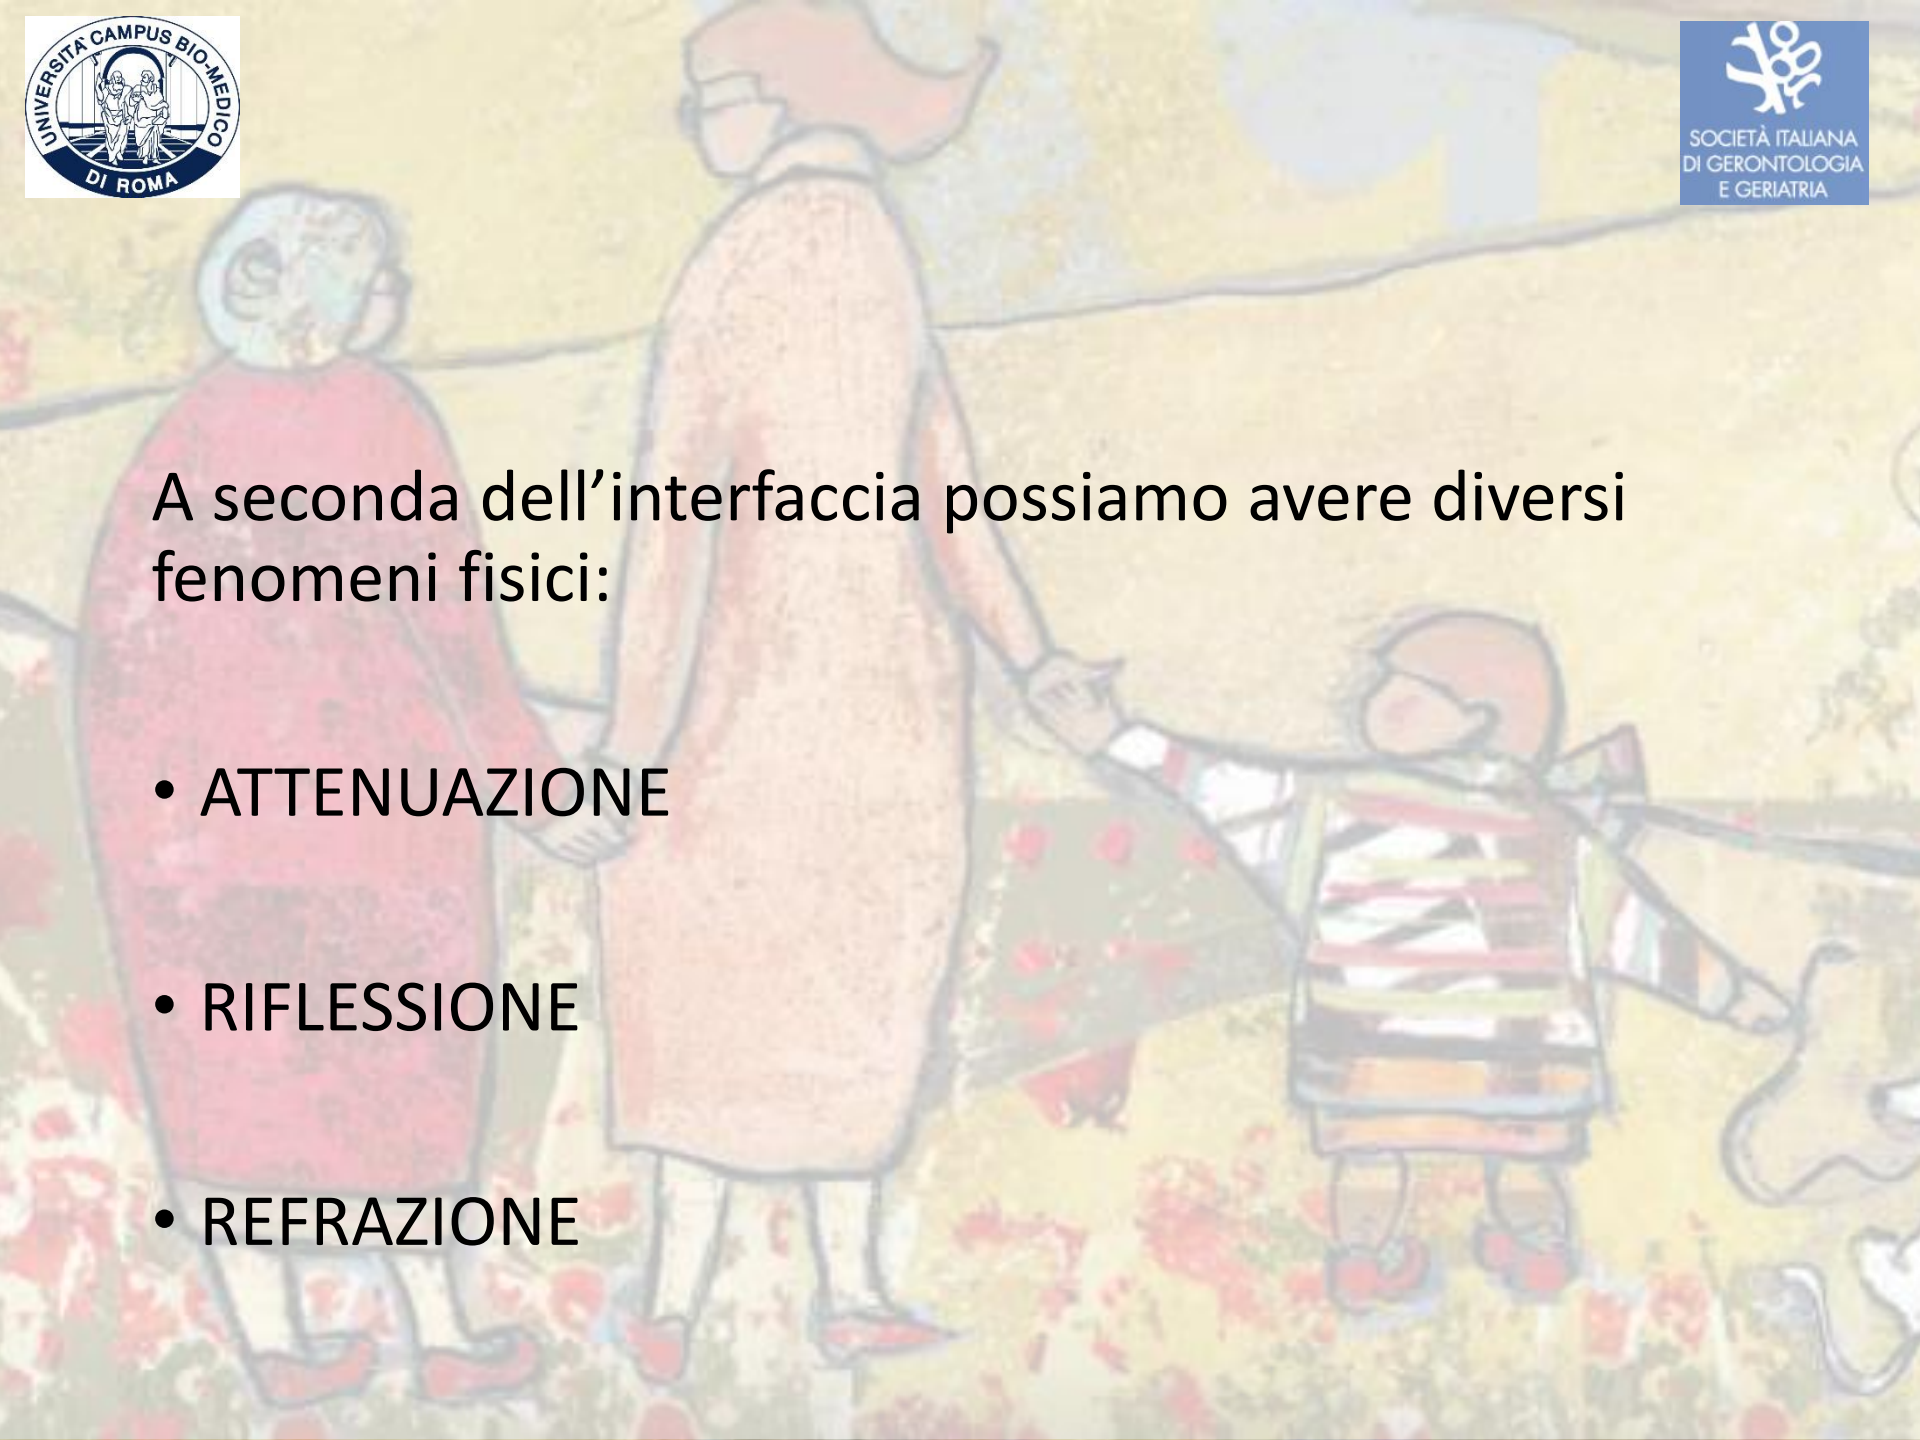 UNIVERSITA' CAMPUS BIO-MEDICO
DI ROMA
SOCIETÀ ITALIANA
DI GERONTOLOGIA
E GERIATRIA
A seconda dell’interfaccia possiamo avere diversi
fenomeni fisici:
• ATTENUAZIONE
• RIFLESSIONE
• REFRAZIONE